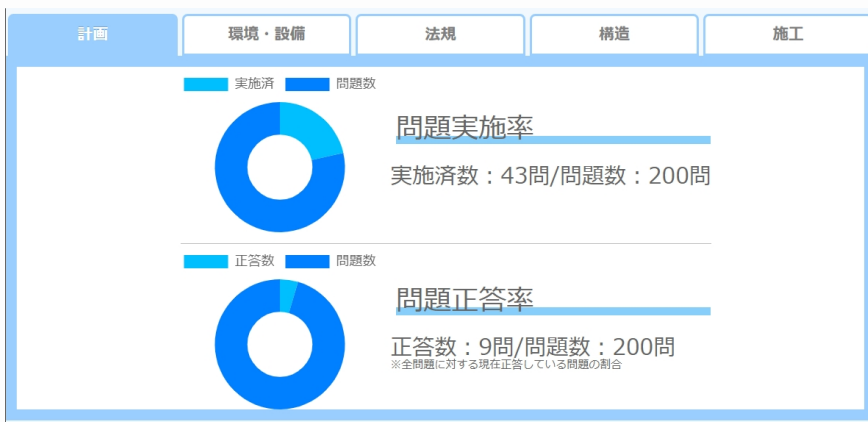 計画 環境・設備 法規 構造 施工
実施済 問題数
問題実施率
実施済数：43問/問題数：200問
正答数 問題数
問題正答率
正答数：9問/問題数：200問
※全問題に対する現在正答している問題の割合